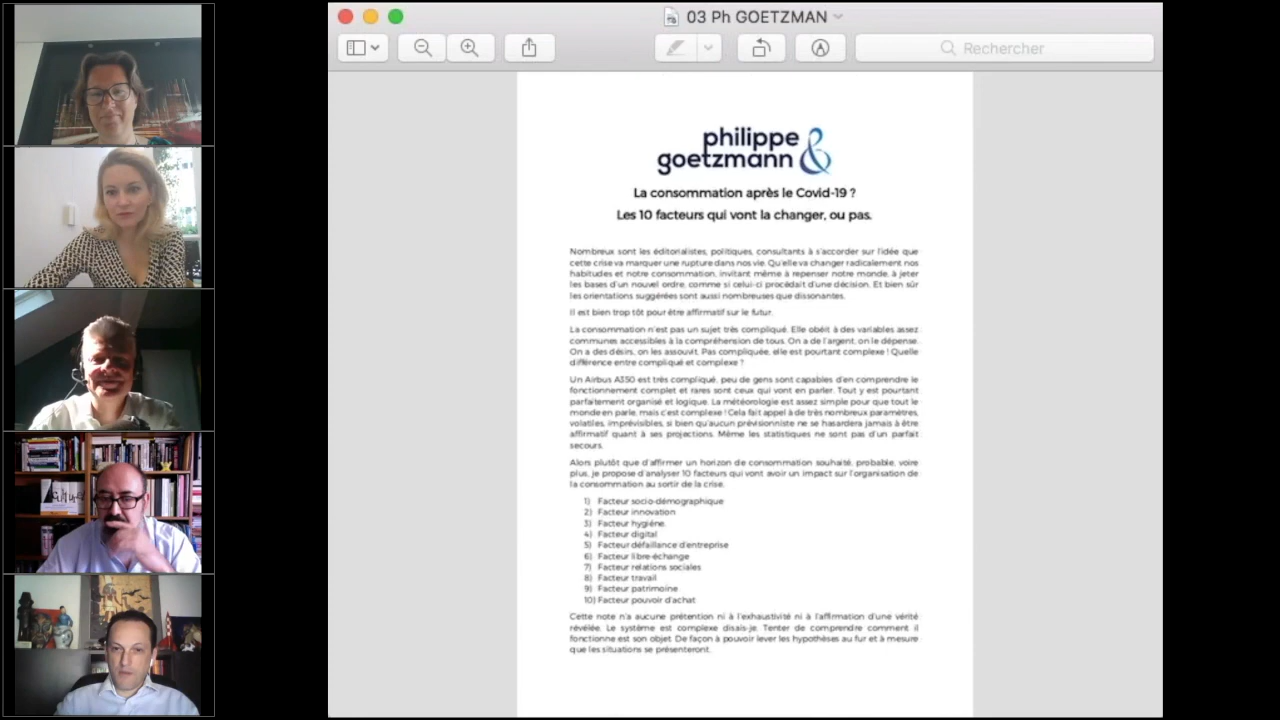 03 Ph GOETZMAN
Rechercher
philippe
goetzmann &
La consommation après le Covid-19 ?
Les 10 facteurs qui vont la changer, ou pas.
Nombreux sont les éditorialistes, politiques, consultants à s'accorder sur l'idée que
cette crise va marquer une rupture dans nos vie. Qu'elle va changer radicalement nos
habitudes et notre consommation, invitant même à repenser notre monde, à jeter
les bases d'un nouvel ordre, comme si celui-ci procédait d'une décision. Et bien sûr
les orientations suggérées sont aussi nombreuses que dissonantes.
Il est bien trop tôt pour être affirmatif sur le futur.
La consommation n'est pas un sujet très compliqué. Elle obéit à des variables assez
communes accessibles à la compréhension de tous. On a de l'argent, on le dépense.
On a des désirs, on les assouvit. Pas compliquée, elle est pourtant complexe ! Quelle
différence entre compliqué et complexe ?
Un Airbus A350 est très compliqué, peu de gens sont capables d'en comprendre le
fonctionnement complet et rares sont ceux qui vont en parler. Tout y est pourtant
parfaitement organisé et logique. La météorologie est assez simple pour que tout le
monde en parle, mais c'est complexe ! Cela fait appel à de très nombreux paramètres,
volatiles, imprévisibles, si bien qu'aucun prévisionniste ne se hasardera jamais à être
affirmatif quant à ses projections. Même les statistiques ne sont pas d'un parfait
secours.
Alors plutôt que d'affirmer un horizon de consommation souhaité, probable, voire
plus, je propose d'analyser 10 facteurs qui vont avoir un impact sur l'organisation de
la consommation au sortir de la crise.
1) Facteur socio-démographique
2) Facteur innovation
3) Facteur hygiène.
4) Facteur digital
5) Facteur défaillance d'entreprise
6) Facteur libre-échange
7) Facteur relations sociales
8) Facteur travail
9) Facteur patrimoine
10) Facteur pouvoir d'achat
Cette note n'a aucune prétention ni à l'exhaustivité ni à l'affirmation d'une vérité
révélée. Le système est complexe disais-je. Tenter de comprendre comment il
fonctionne est son objet. De façon à pouvoir lever les hypothèses au fur et à mesure
que les situations se présenteront.